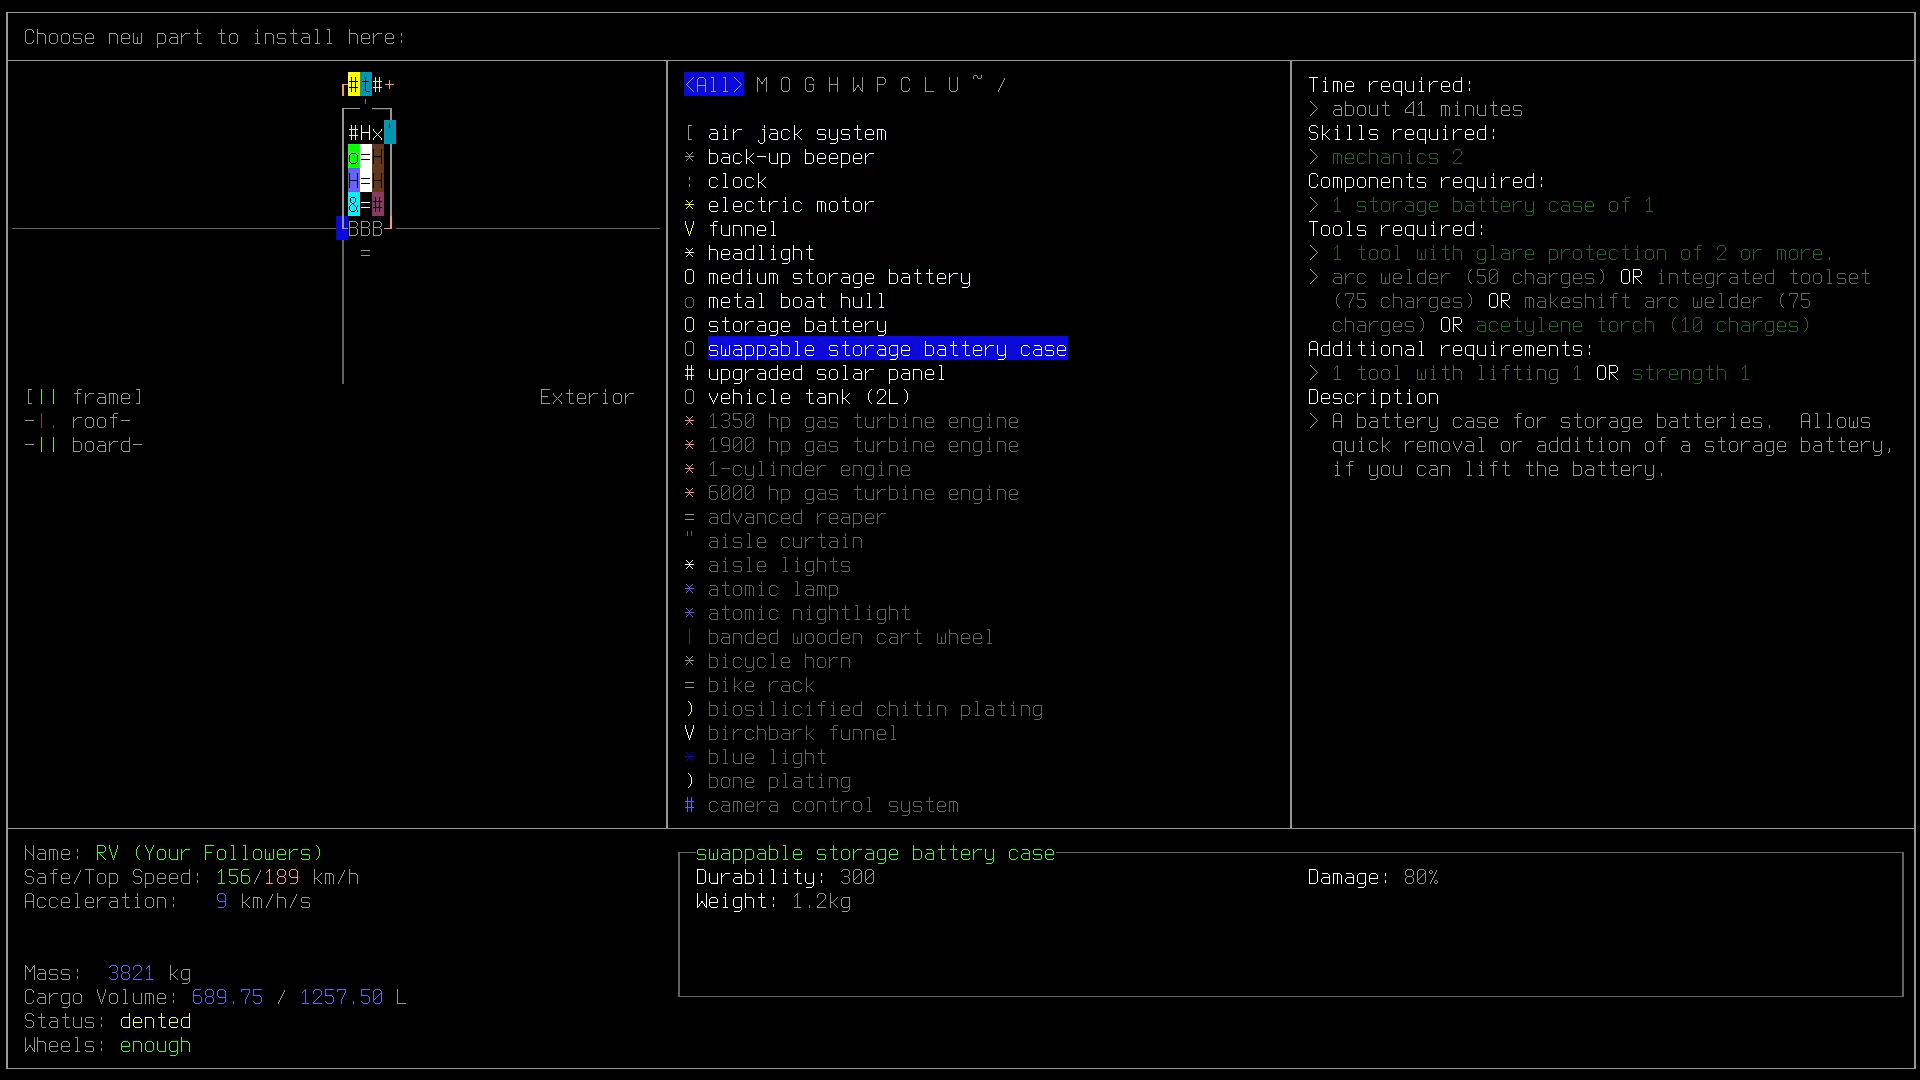 Choose new part to install here:
#t#+
#Hx'
o=H
H=H
&=#
BBB
=
[|| frame]
-|. roof-
-|| board-
Exterior
<All> M O G H W P C L U ~ /
[ air jack system
* back-up beeper
: clock
* electric motor
V funnel
* headlight
O medium storage battery
o metal boat hull
O storage battery
O swappable storage battery case
# upgraded solar panel
O vehicle tank (2L)
* 1350 hp gas turbine engine
* 1900 hp gas turbine engine
* 1-cylinder engine
* 6000 hp gas turbine engine
= advanced reaper
" aisle curtain
* aisle lights
* atomic lamp
* atomic nightlight
| banded wooden cart wheel
* bicycle horn
= bike rack
) biosilicified chitin plating
V birchbark funnel
* blue light
) bone plating
# camera control system
Time required:
> about 41 minutes
Skills required:
> mechanics 2
Components required:
> 1 storage battery case of 1
Tools required:
> 1 tool with glare protection of 2 or more.
> arc welder (50 charges) OR integrated toolset
(75 charges) OR makeshift arc welder (75
charges) OR acetylene torch (10 charges)
Additional requirements:
> 1 tool with lifting 1 OR strength 1
Description
> A battery case for storage batteries.  Allows
quick removal or addition of a storage battery,
if you can lift the battery.
Name: RV (Your Followers)
Safe/Top Speed: 156/189 km/h
Acceleration:   9 km/h/s
Mass:  3821 kg
Cargo Volume: 689.75 / 1257.50 L
Status: dented
Wheels: enough
swappable storage battery case
Durability: 300
Damage: 80%
Weight: 1.2kg